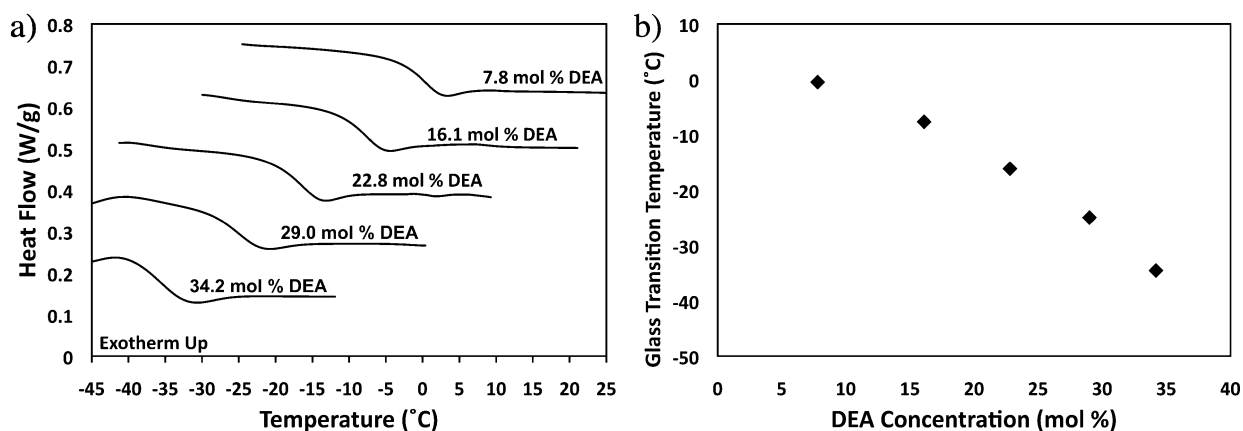 a)
Heat Flow (W/g)
0.8
0.7
0.6
0.5
0.4
0.3
0.2
0.1
0
7.8 mol % DEA
16.1 mol % DEA
22.8 mol % DEA
29.0 mol % DEA
34.2 mol % DEA
Exotherm Up
-45 -40 -35 -30 -25 -20 -15 -10 -5 0 5 10 15 20 25
Temperature (˚C)
b)
Glass Transition Temperature (˚C)
10
0
-10
-20
-30
-40
-50
0 5 10 15 20 25 30 35 40
DEA Concentration (mol %)